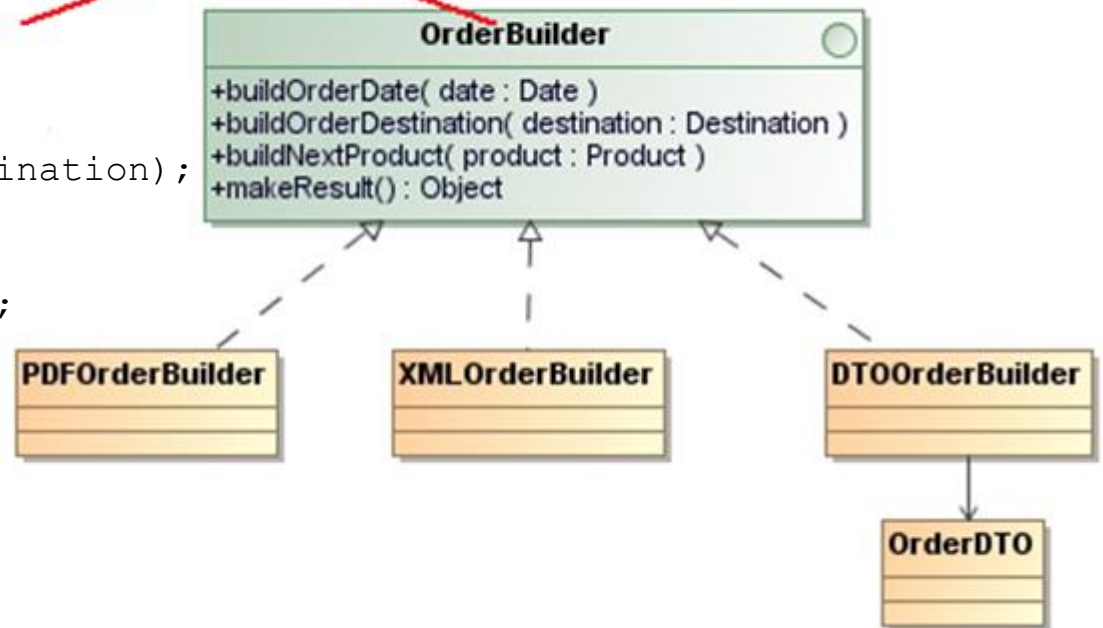 OrderBuilder
+buildOrderDate( date : Date )
+buildOrderDestination( destination : Destination )
ination);
+buildNextProduct( product : Product )
+makeResult() : Object
;
PDFOrderBuilder
XMLOrderBuilder
DTOOrderBuilder
OrderDTO